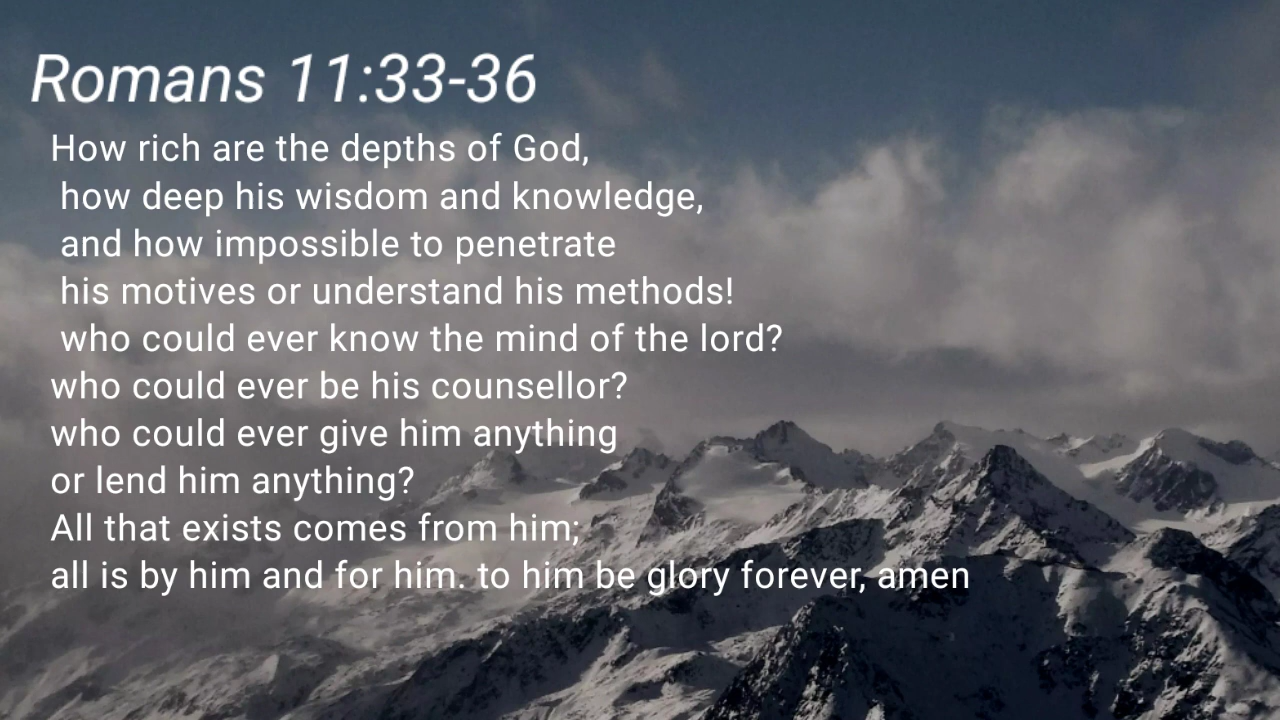 Romans 11:33-36
How rich are the depths of God,
how deep his wisdom and knowledge,
and how impossible to penetrate
his motives or understand his methods!
who could ever know the mind of the lord?
who could ever be his counsellor?
who could ever give him anything
or lend him anything?
All that exists comes from him;
all is by him and for him. to him be glory forever, amen